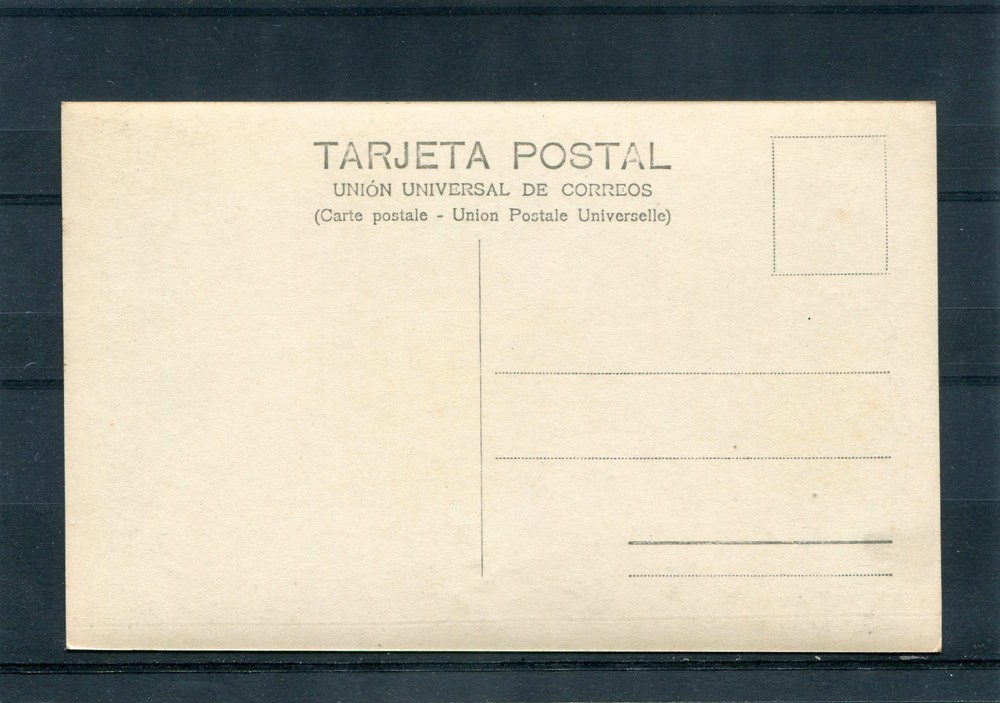 TARJETA POSTAL
UNIÓN UNIVERSAL DE CORREOS
(Carte postale - Union Postale Universelle)